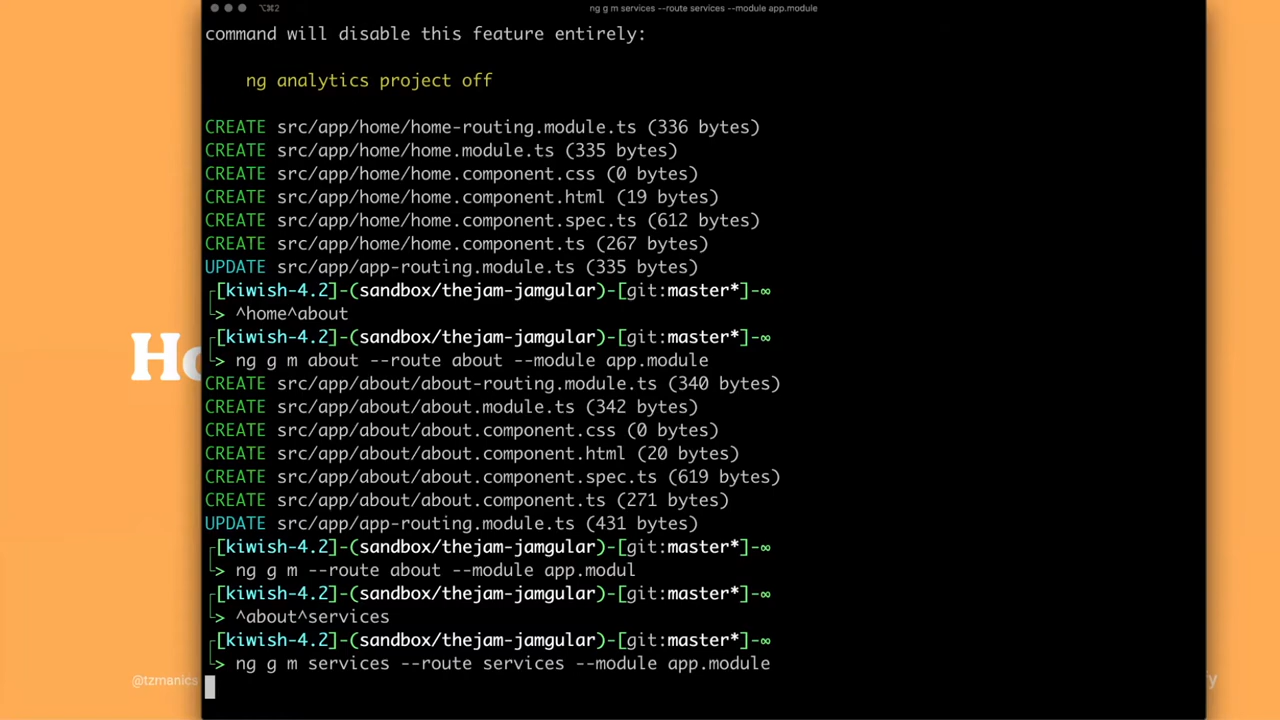 ⌥⌘2
ng g m services --route services --module app.module
command will disable this feature entirely:
ng analytics project off
CREATE src/app/home/home-routing.module.ts (336 bytes)
CREATE src/app/home/home.module.ts (335 bytes)
CREATE src/app/home/home.component.css (0 bytes)
CREATE src/app/home/home.component.html (19 bytes)
CREATE src/app/home/home.component.spec.ts (612 bytes)
CREATE src/app/home/home.component.ts (267 bytes)
UPDATE src/app/app-routing.module.ts (335 bytes)
┌[kiwish-4.2]-(sandbox/thejam-jamgular)-[git:master*]-∞
└> ^home^about
┌[kiwish-4.2]-(sandbox/thejam-jamgular)-[git:master*]-∞
└> ng g m about --route about --module app.module
CREATE src/app/about/about-routing.module.ts (340 bytes)
CREATE src/app/about/about.module.ts (342 bytes)
CREATE src/app/about/about.component.css (0 bytes)
CREATE src/app/about/about.component.html (20 bytes)
CREATE src/app/about/about.component.spec.ts (619 bytes)
CREATE src/app/about/about.component.ts (271 bytes)
UPDATE src/app/app-routing.module.ts (431 bytes)
┌[kiwish-4.2]-(sandbox/thejam-jamgular)-[git:master*]-∞
└> ng g m --route about --module app.modul
┌[kiwish-4.2]-(sandbox/thejam-jamgular)-[git:master*]-∞
└> ^about^services
┌[kiwish-4.2]-(sandbox/thejam-jamgular)-[git:master*]-∞
└> ng g m services --route services --module app.module
@tzmanics